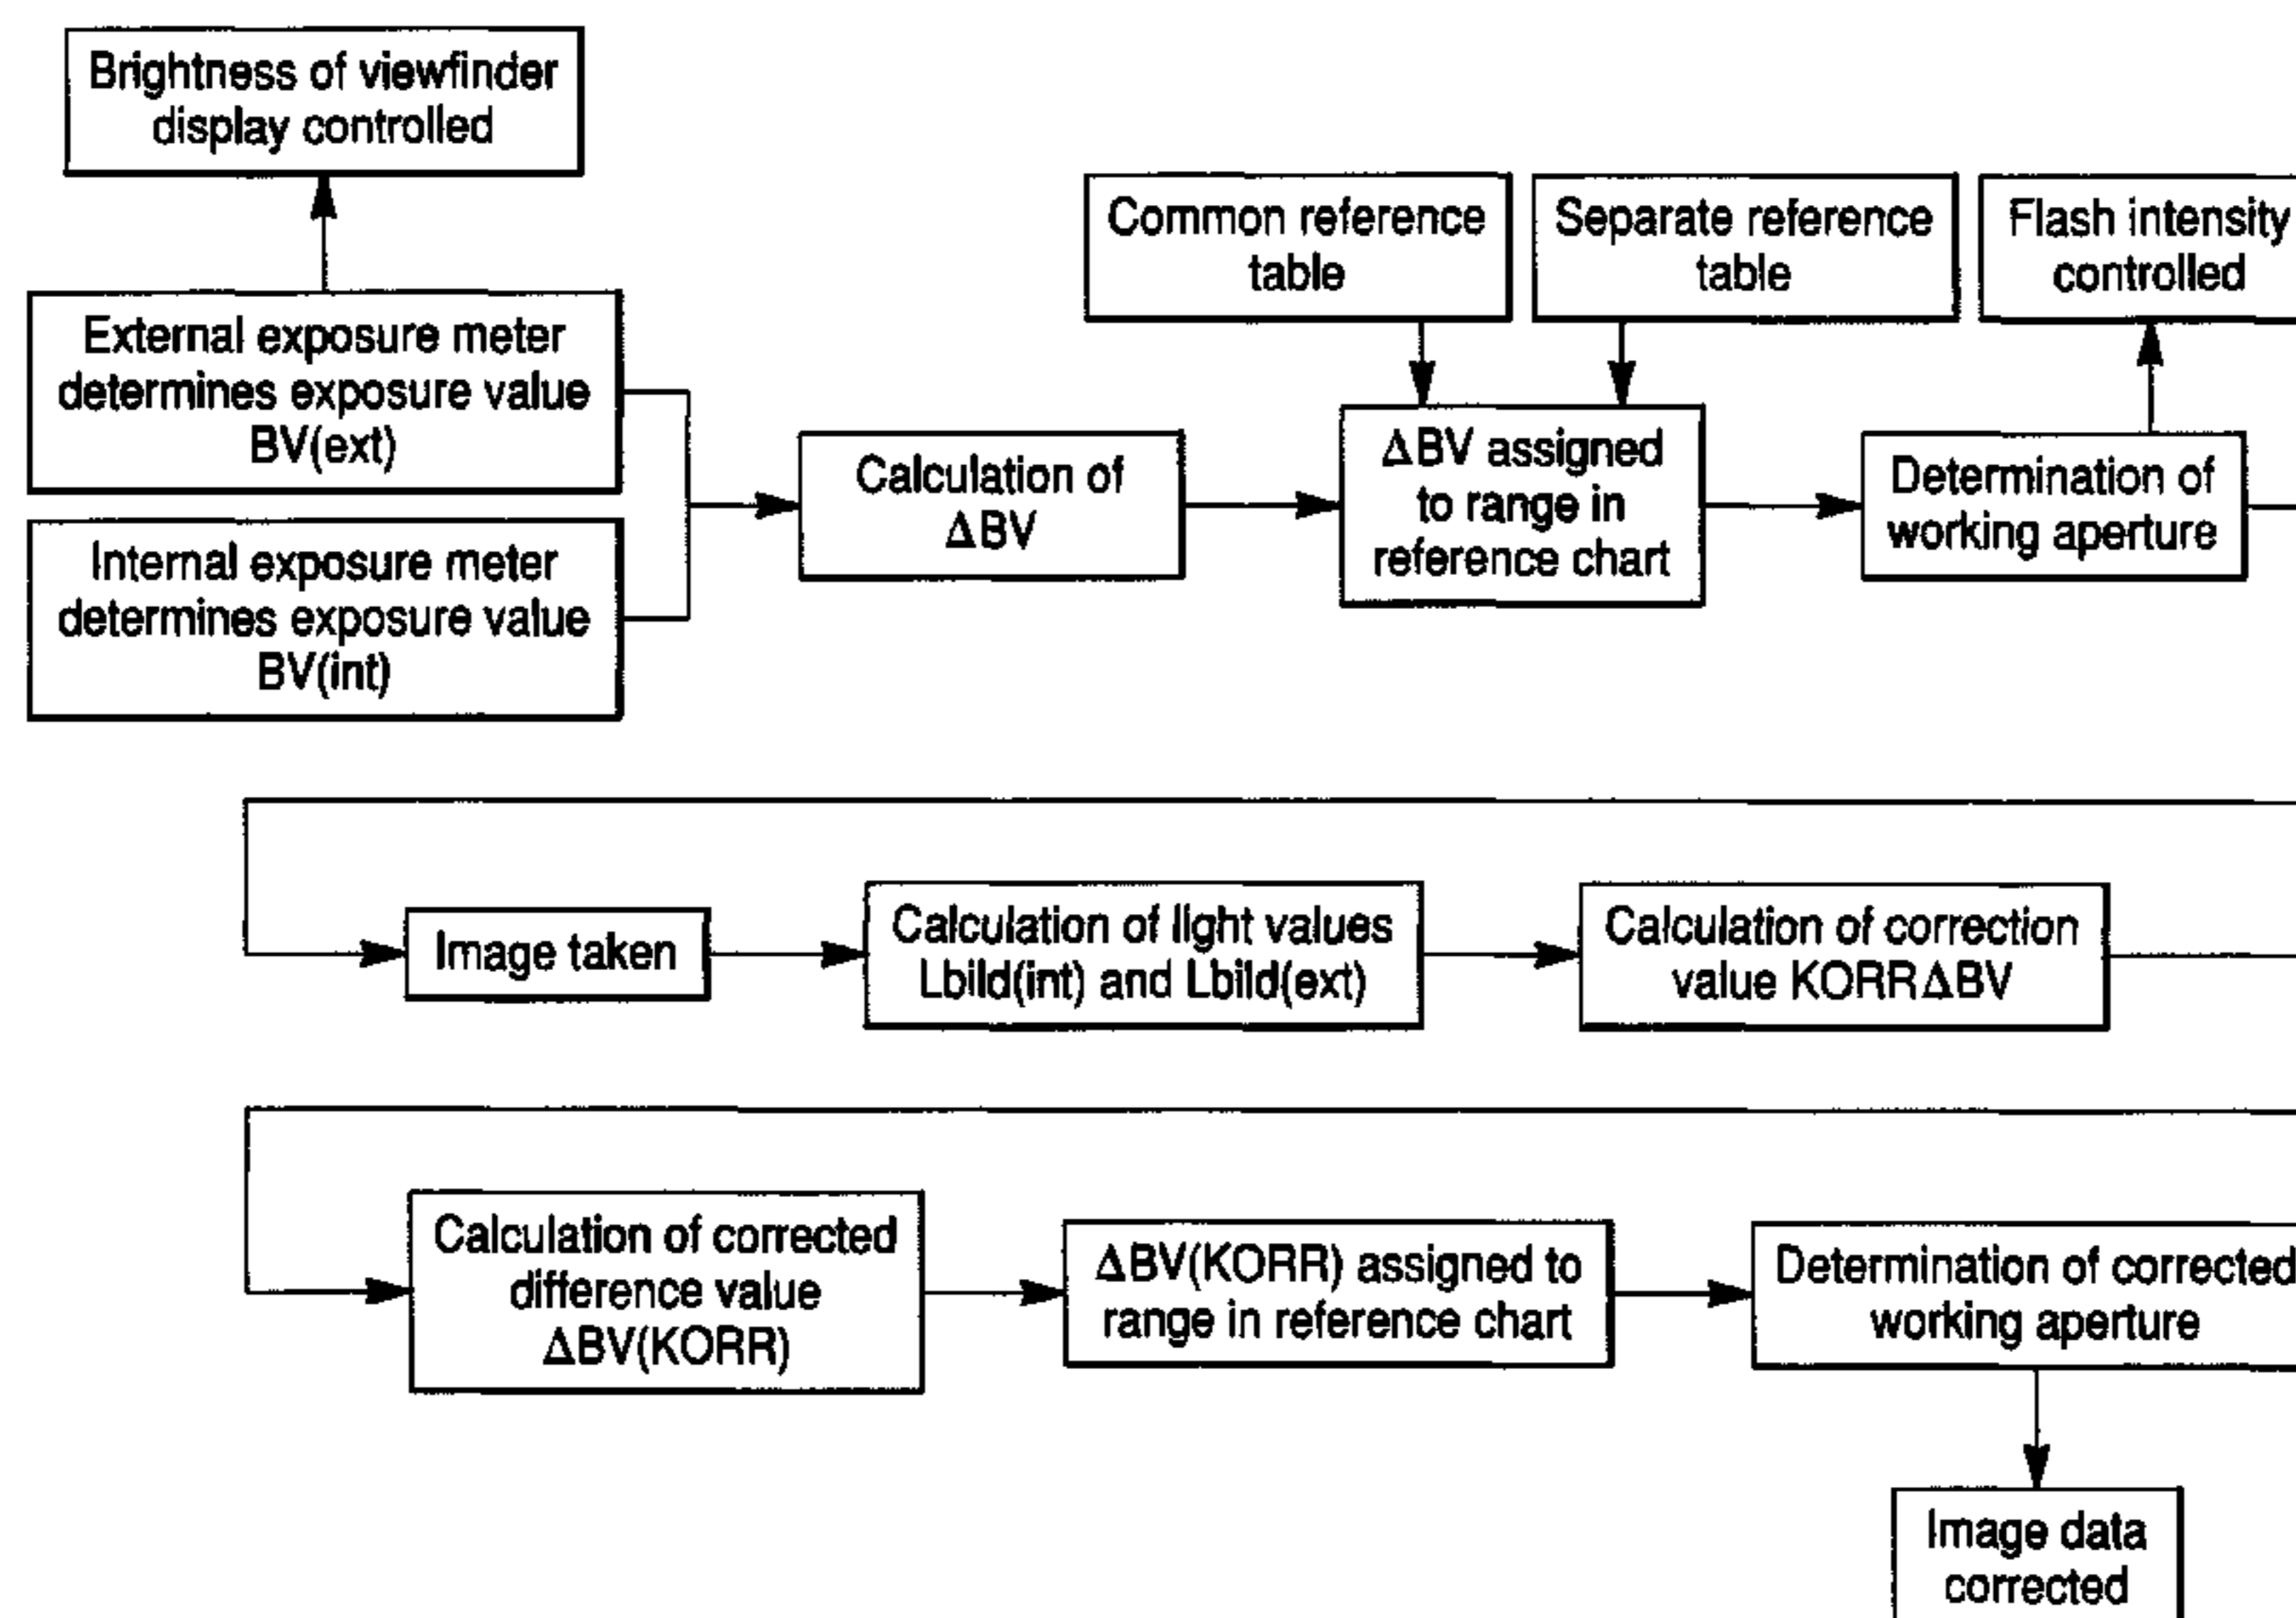 Brightness of viewfinder
display controlled
Common reference
table
Separate reference
table
Flash intensity
controlled
External exposure meter
determines exposure value
BV(ext)
Internal exposure meter
determines exposure value
BV(int)
Calculation of
ΔBV
ΔBV assigned
to range in
reference chart
Determination of
working aperture
Image taken
Calculation of light values
Lbild(int) and Lbild(ext)
Calculation of correction
value KORRΔBV
Calculation of corrected
difference value
ΔBV(KORR)
ΔBV(KORR) assigned to
range in reference chart
Determination of corrected
working aperture
Image data
corrected